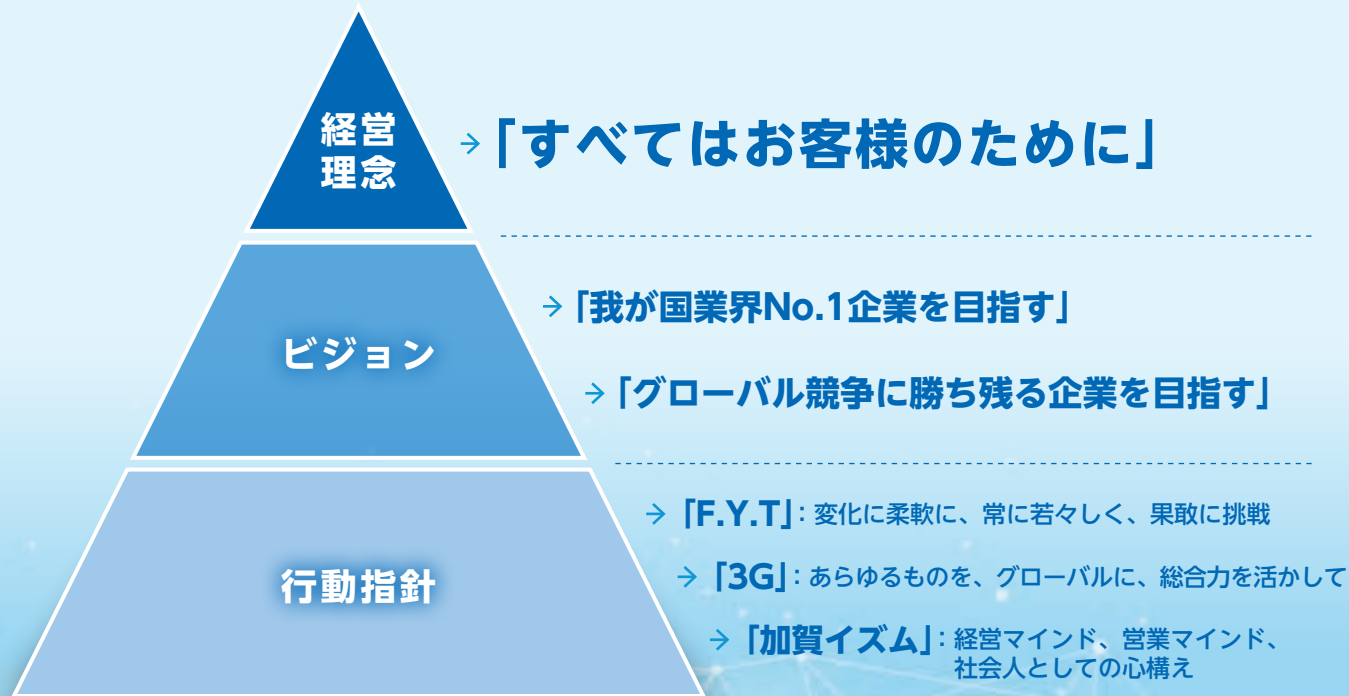 経営
理念
→「すべてはお客様のために」
ビジョン
→「我が国業界No.1企業を目指す」
→「グローバル競争に勝ち残る企業を目指す」
行動指針
→「F.Y.T」：変化に柔軟に、常に若々しく、果敢に挑戦
→「3G」：あらゆるものを、グローバルに、総合力を活かして
→「加賀イズム」：経営マインド、営業マインド、
社会人としての心構え